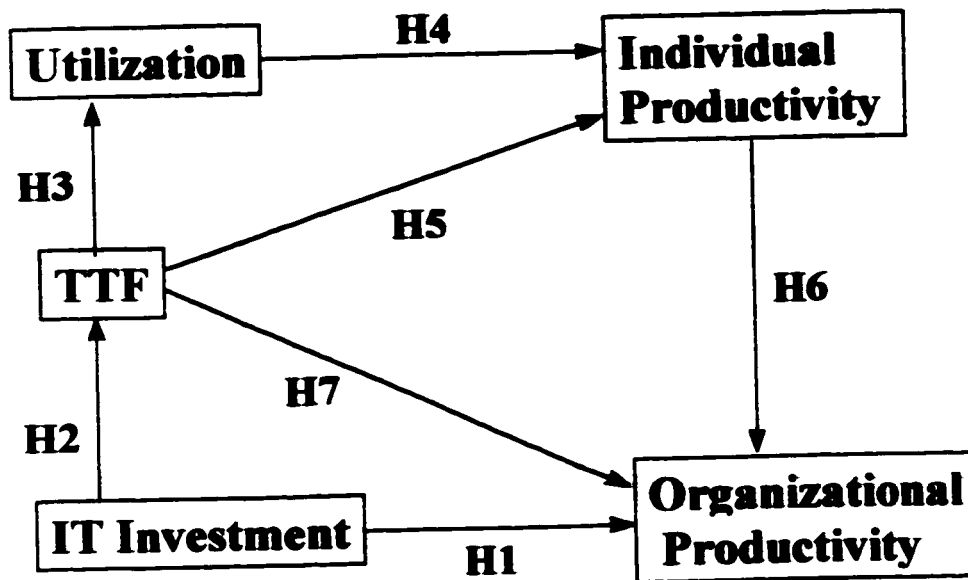 H4
Utilization
Individual
Productivity
H3
H5
TTF
H6
H7
H2
IT Investment
H1
Organizational
Productivity